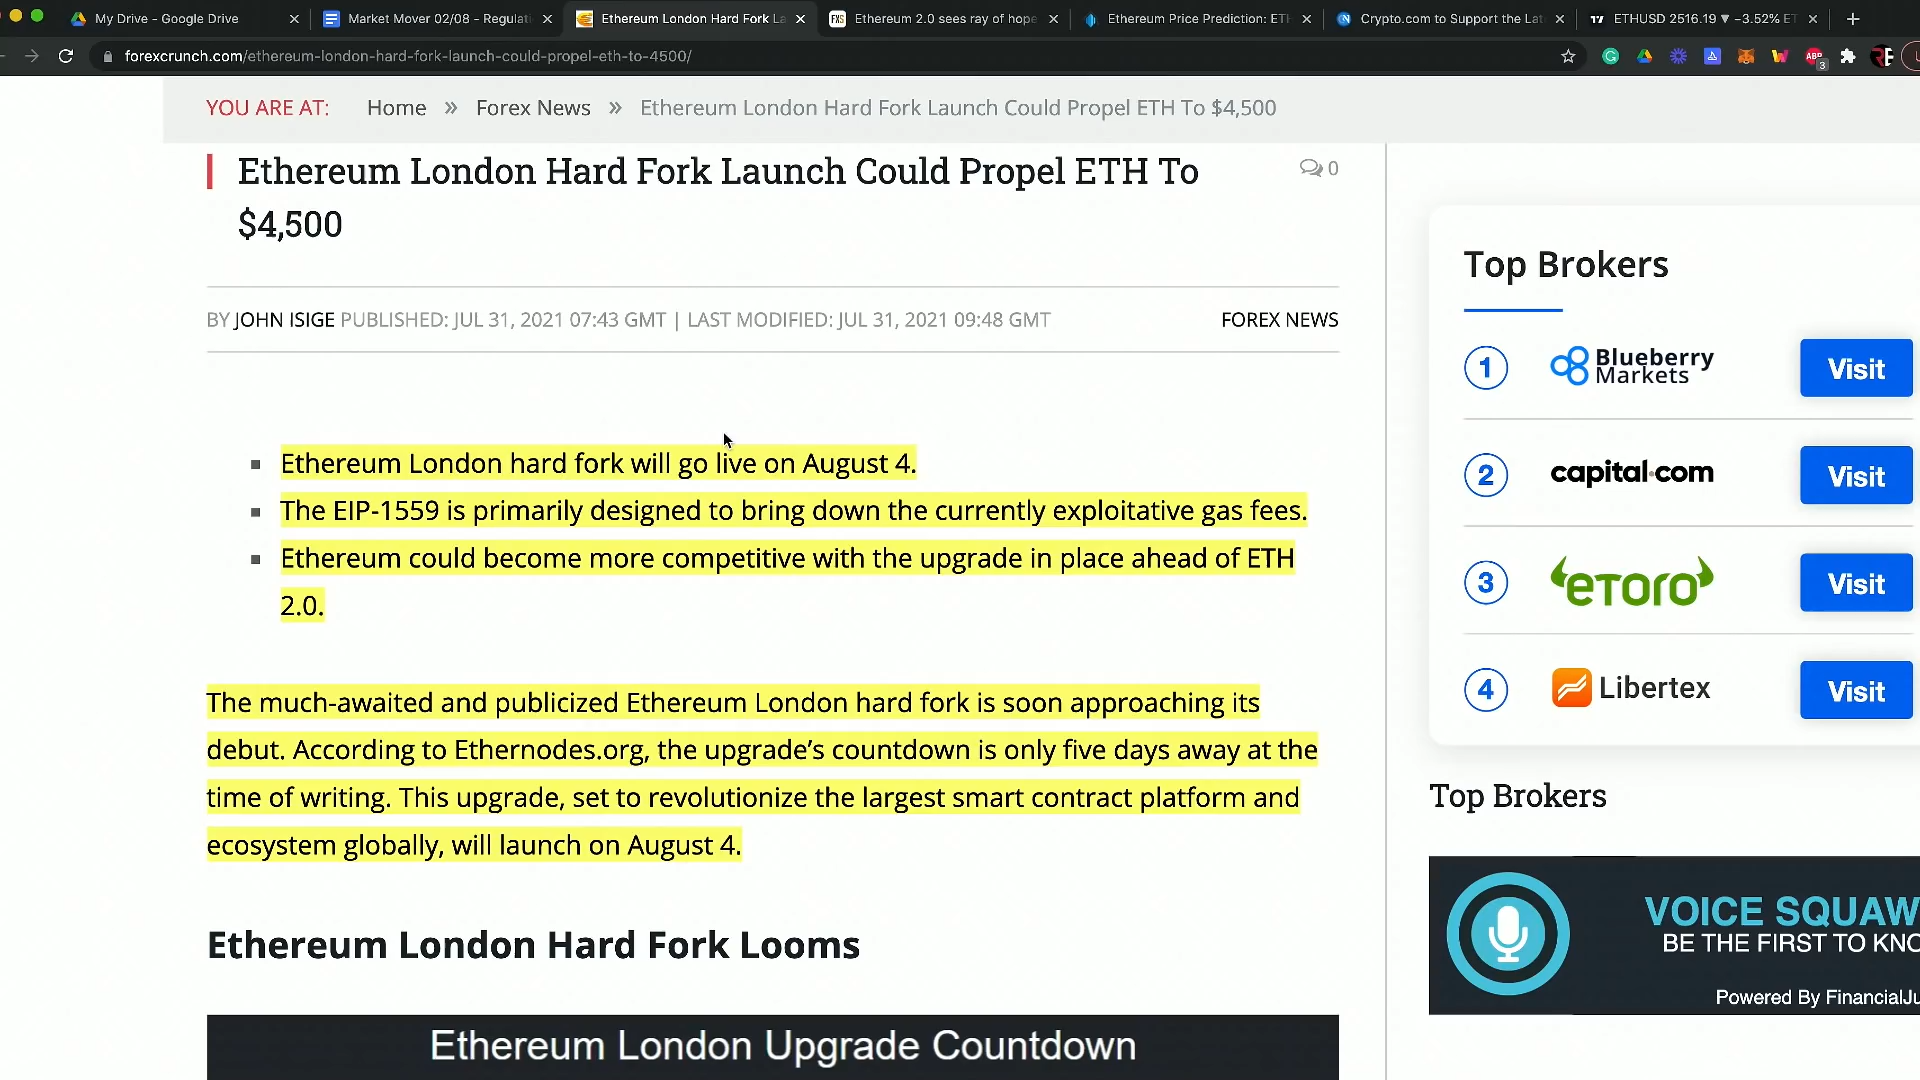 My Drive - Google Drive
Market Mover 02/08 - Regulati
Ethereum London Hard Fork La
Ethereum 2.0 sees ray of hope
Ethereum Price Prediction: ETH
Crypto.com to Support the Lat
ETHUSD 2516.19 ▼ −3.52% ET
forexcrunch.com/ethereum-london-hard-fork-launch-could-propel-eth-to-4500/
YOU ARE AT: Home » Forex News » Ethereum London Hard Fork Launch Could Propel ETH To $4,500
Ethereum London Hard Fork Launch Could Propel ETH To
$4,500
0
BY JOHN ISIGE PUBLISHED: JUL 31, 2021 07:43 GMT | LAST MODIFIED: JUL 31, 2021 09:48 GMT
FOREX NEWS
Ethereum London hard fork will go live on August 4.
The EIP-1559 is primarily designed to bring down the currently exploitative gas fees.
Ethereum could become more competitive with the upgrade in place ahead of ETH
2.0.
The much-awaited and publicized Ethereum London hard fork is soon approaching its
debut. According to Ethernodes.org, the upgrade's countdown is only five days away at the
time of writing. This upgrade, set to revolutionize the largest smart contract platform and
ecosystem globally, will launch on August 4.
Ethereum London Hard Fork Looms
Ethereum London Upgrade Countdown
Top Brokers
1 Blueberry Markets Visit
2 capital.com Visit
3 eToro Visit
4 Libertex Visit
Top Brokers
VOICE SQUAW
BE THE FIRST TO KNO
Powered By FinancialJu